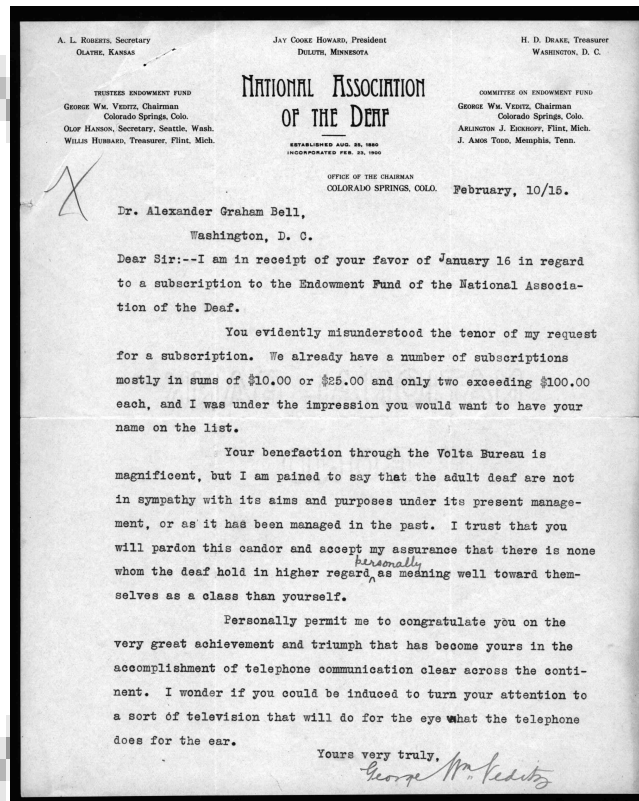 A. L. ROBERTS, Secretary
OLATHE, KANSAS
JAY COOKE HOWARD, President
DULUTH, MINNESOTA
H. D. DRAKE, Treasurer
WASHINGTON, D. C.
TRUSTEES ENDOWMENT FUND
GEORGE WM. VEDITZ, Chairman
Colorado Springs, Colo.
OLOF HANSON, Secretary, Seattle, Wash.
WILLIS HUBBARD, Treasurer, Flint, Mich.
NATIONAL ASSOCIATION
OF THE DEAF
ESTABLISHED AUG. 25, 1880
INCORPORATED FEB. 23, 1900
COMMITTEE ON ENDOWMENT FUND
GEORGE WM. VEDITZ, Chairman
Colorado Springs, Colo.
ARLINGTON J. EICKHOFF, Flint, Mich.
J. AMOS TODD, Memphis, Tenn.
OFFICE OF THE CHAIRMAN
COLORADO SPRINGS, COLO. February, 10/15.
Dr. Alexander Graham Bell,
Washington, D. C.
Dear Sir:--I am in receipt of your favor of January 16 in regard
to a subscription to the Endowment Fund of the National Associa-
tion of the Deaf.
You evidently misunderstood the tenor of my request
for a subscription. We already have a number of subscriptions
mostly in sums of $10.00 or $25.00 and only two exceeding $100.00
each, and I was under the impression you would want to have your
name on the list.
Your benefaction through the Volta Bureau is
magnificent, but I am pained to say that the adult deaf are not
in sympathy with its aims and purposes under its present manage-
ment, or as it has been managed in the past. I trust that you
will pardon this candor and accept my assurance that there is none
whom the deaf hold in higher regard personally as meaning well toward them-
selves as a class than yourself.
Personally permit me to congratulate you on the
very great achievement and triumph that has become yours in the
accomplishment of telephone communication clear across the conti-
nent. I wonder if you could be induced to turn your attention to
a sort of television that will do for the eye what the telephone
does for the ear.
Yours very truly,
George Wm. Veditz